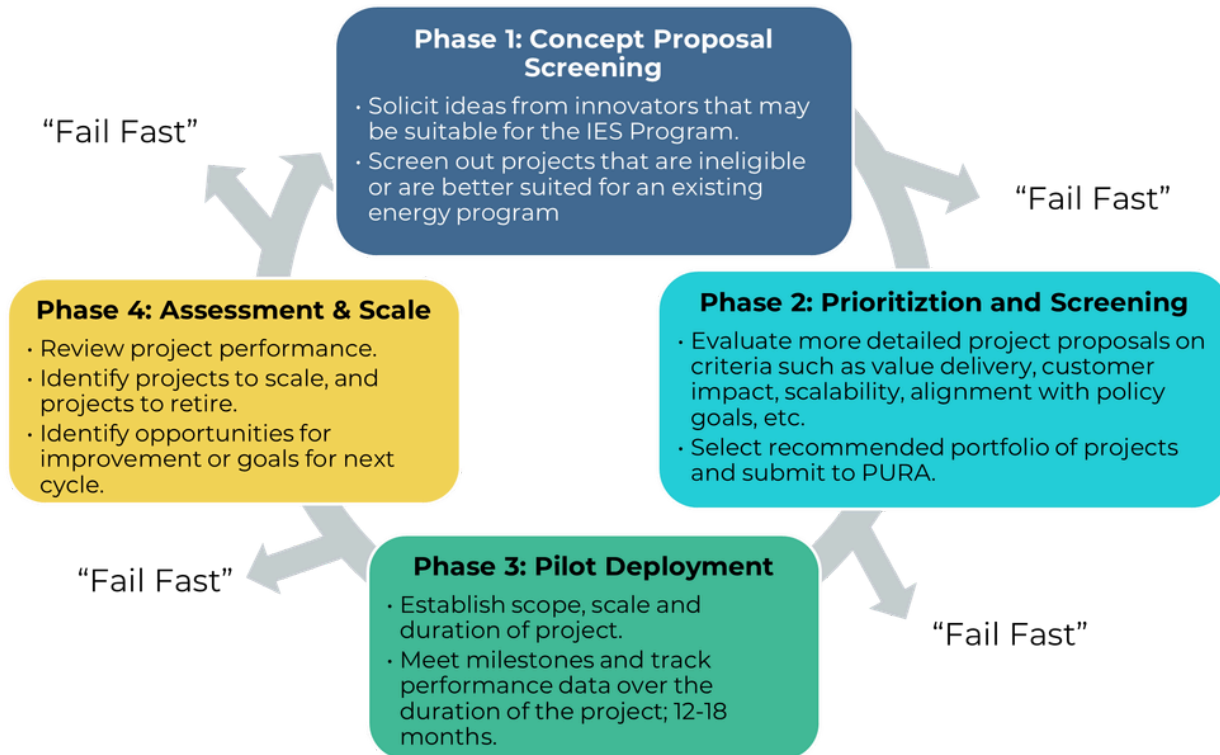 Phase 1: Concept Proposal
Screening
• Solicit ideas from innovators that may
be suitable for the IES Program.
• Screen out projects that are ineligible
or are better suited for an existing
energy program
“Fail Fast”
“Fail Fast”
Phase 2: Prioritiztion and Screening
• Evaluate more detailed project proposals on
criteria such as value delivery, customer
impact, scalability, alignment with policy
goals, etc.
• Select recommended portfolio of projects
and submit to PURA.
“Fail Fast”
Phase 3: Pilot Deployment
• Establish scope, scale and
duration of project.
• Meet milestones and track
performance data over the
duration of the project; 12-18
months.
“Fail Fast”
Phase 4: Assessment & Scale
• Review project performance.
• Identify projects to scale, and
projects to retire.
• Identify opportunities for
improvement or goals for next
cycle.